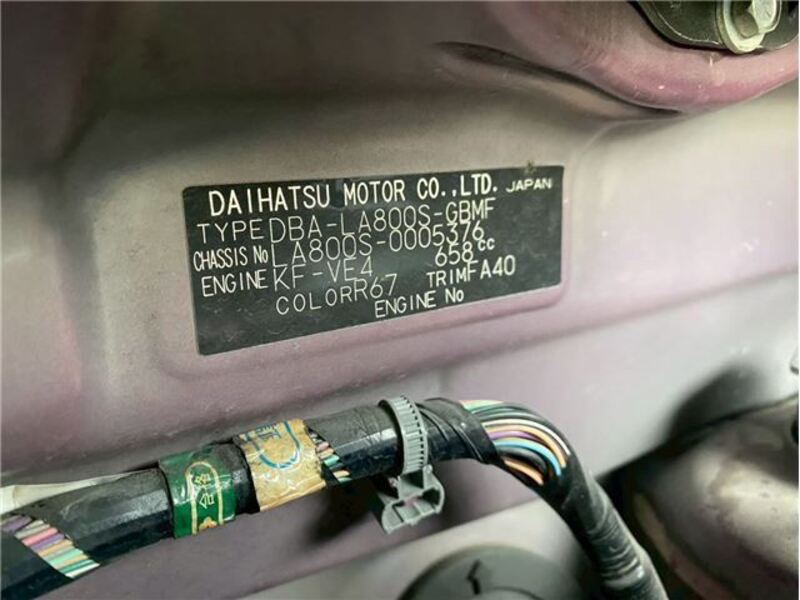 DAIHATSU MOTOR CO.,LTD. JAPAN
TYPE DBA-LA800S-GBMF
CHASSIS No LA800S-0005376
ENGINE KF-VE4 658cc
COLOR R67 TRIM FA40
ENGINE No